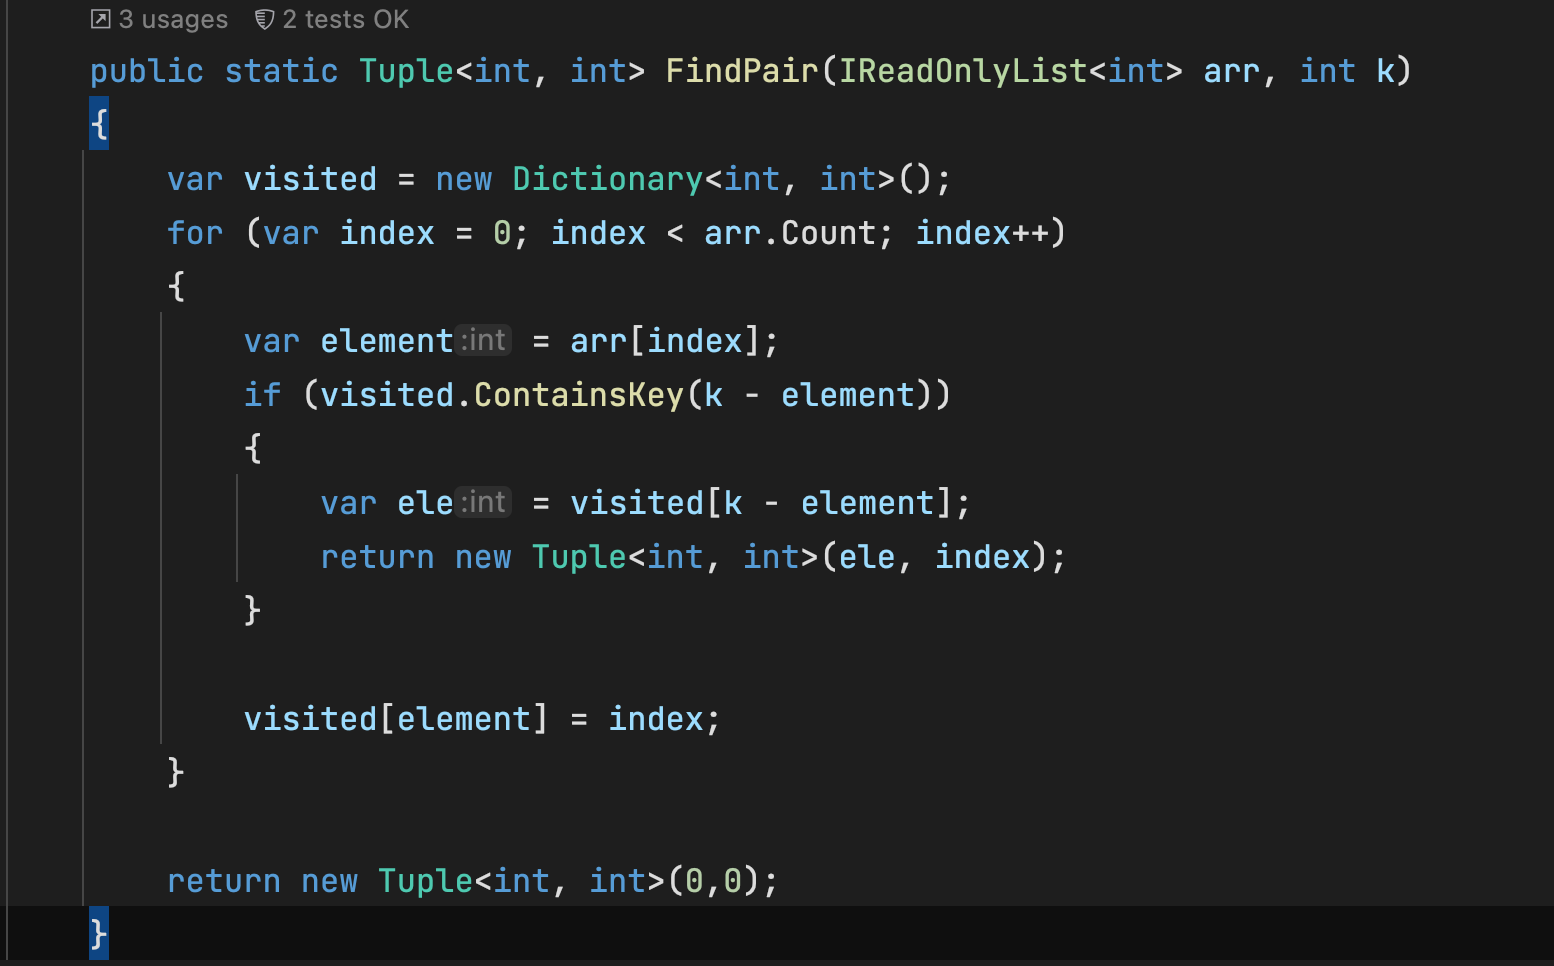 3 usages 2 tests OK
public static Tuple<int, int> FindPair(IReadOnlyList<int> arr, int k)
{
    var visited = new Dictionary<int, int>();
    for (var index = 0; index < arr.Count; index++)
    {
        var element:int = arr[index];
        if (visited.ContainsKey(k - element))
        {
            var ele:int = visited[k - element];
            return new Tuple<int, int>(ele, index);
        }

        visited[element] = index;
    }

    return new Tuple<int, int>(0,0);
}